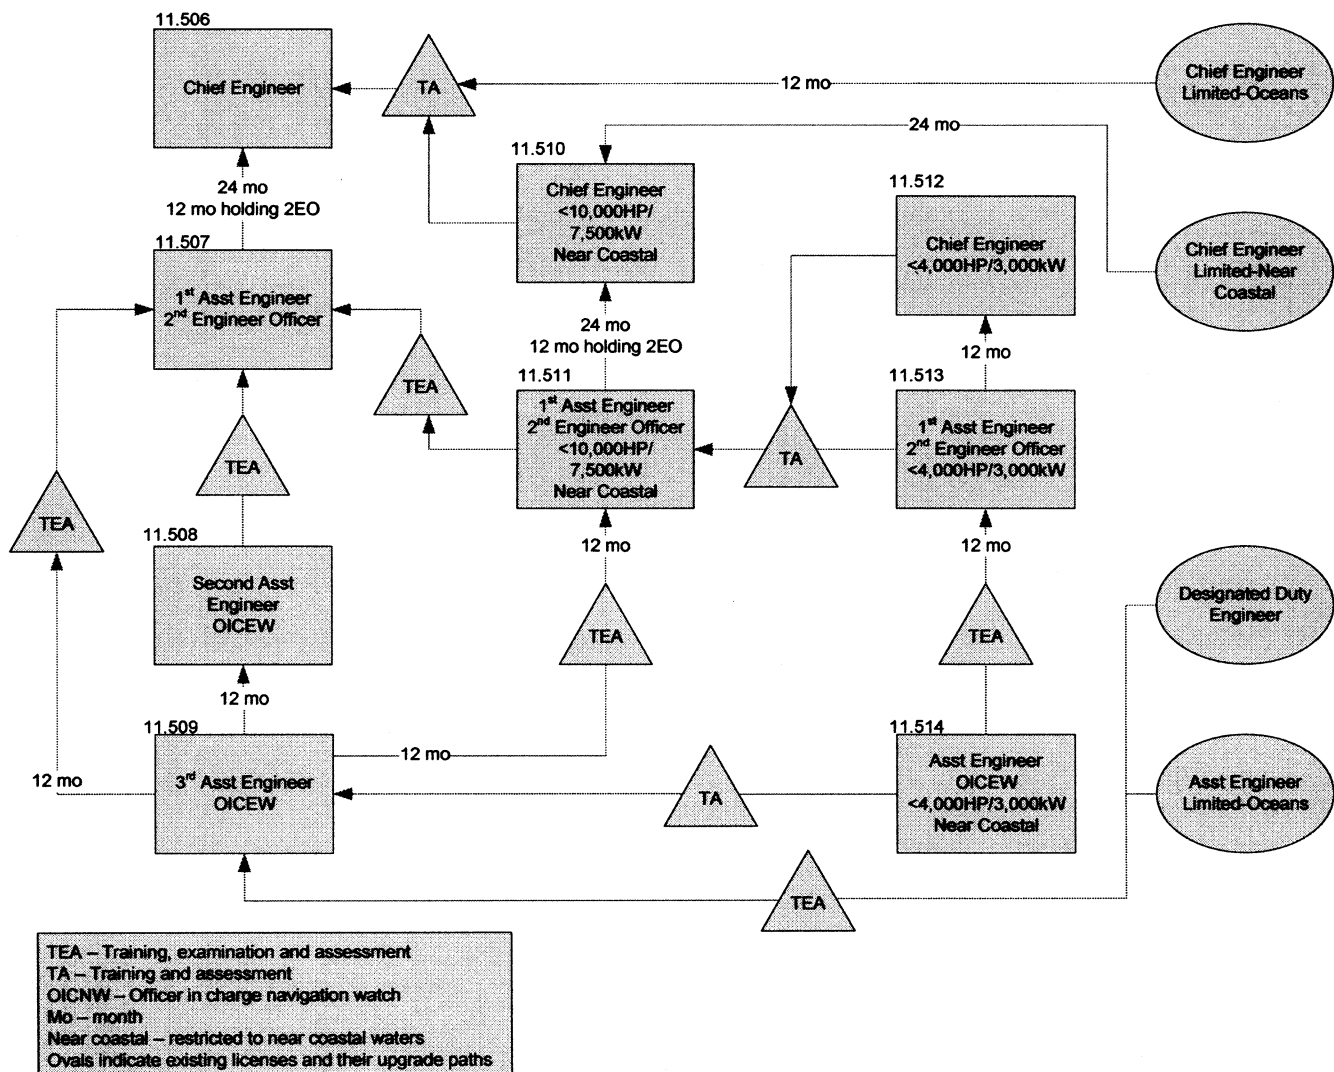 11.506
Chief Engineer
TA
12 mo
Chief Engineer
Limited-Oceans
24 mo
11.510
Chief Engineer
<10,000HP/
7,500kW
Near Coastal
11.512
Chief Engineer
<4,000HP/3,000kW
Chief Engineer
Limited-Near
Coastal
24 mo
12 mo holding 2EO
11.507
1st Asst Engineer
2nd Engineer Officer
TEA
24 mo
12 mo holding 2EO
11.511
1st Asst Engineer
2nd Engineer Officer
<10,000HP/
7,500kW
Near Coastal
12 mo
11.513
1st Asst Engineer
2nd Engineer Officer
<4,000HP/3,000kW
TA
TEA
TEA
11.508
Second Asst
Engineer
OICEW
12 mo
TEA
12 mo
TEA
Designated Duty
Engineer
12 mo
11.509
3rd Asst Engineer
OICEW
12 mo
12 mo
TA
11.514
Asst Engineer
OICEW
<4,000HP/3,000kW
Near Coastal
Asst Engineer
Limited-Oceans
TEA
TEA – Training, examination and assessment
TA – Training and assessment
OICNW – Officer in charge navigation watch
Mo – month
Near coastal – restricted to near coastal waters
Ovals indicate existing licenses and their upgrade paths